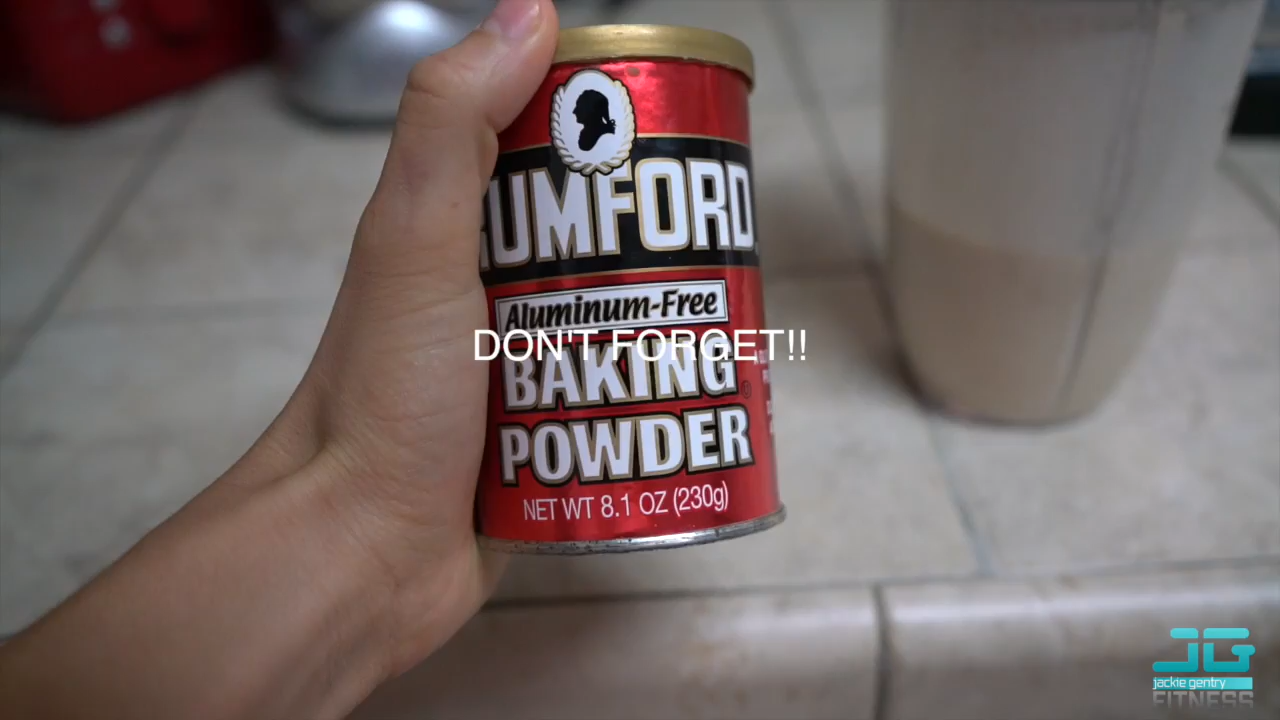 RUMFORD
Aluminum-Free
DON'T FORGET!!
BAKING
POWDER
NET WT 8.1 OZ (230g)
JG
jackie gentry
FITNESS